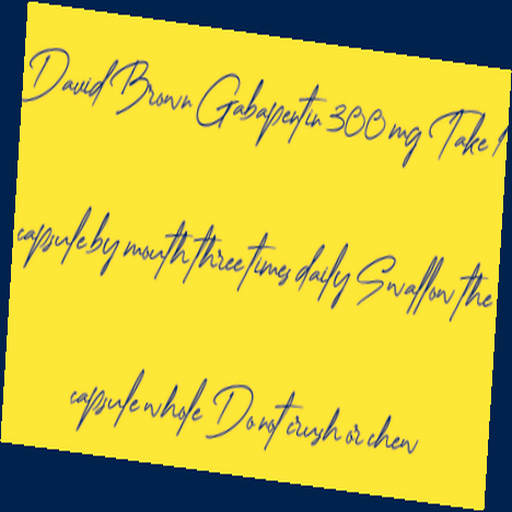 David Brown Gabapentin 300 mg Take 1
capsule by mouth three times daily Swallow the
capsule whole Do not crush or chew